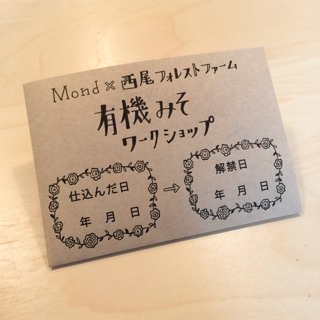 Mond×西尾フォレストファーム
有機みそ
ワークショップ
仕込んだ日
年 月 日
→
解禁日
年 月 日